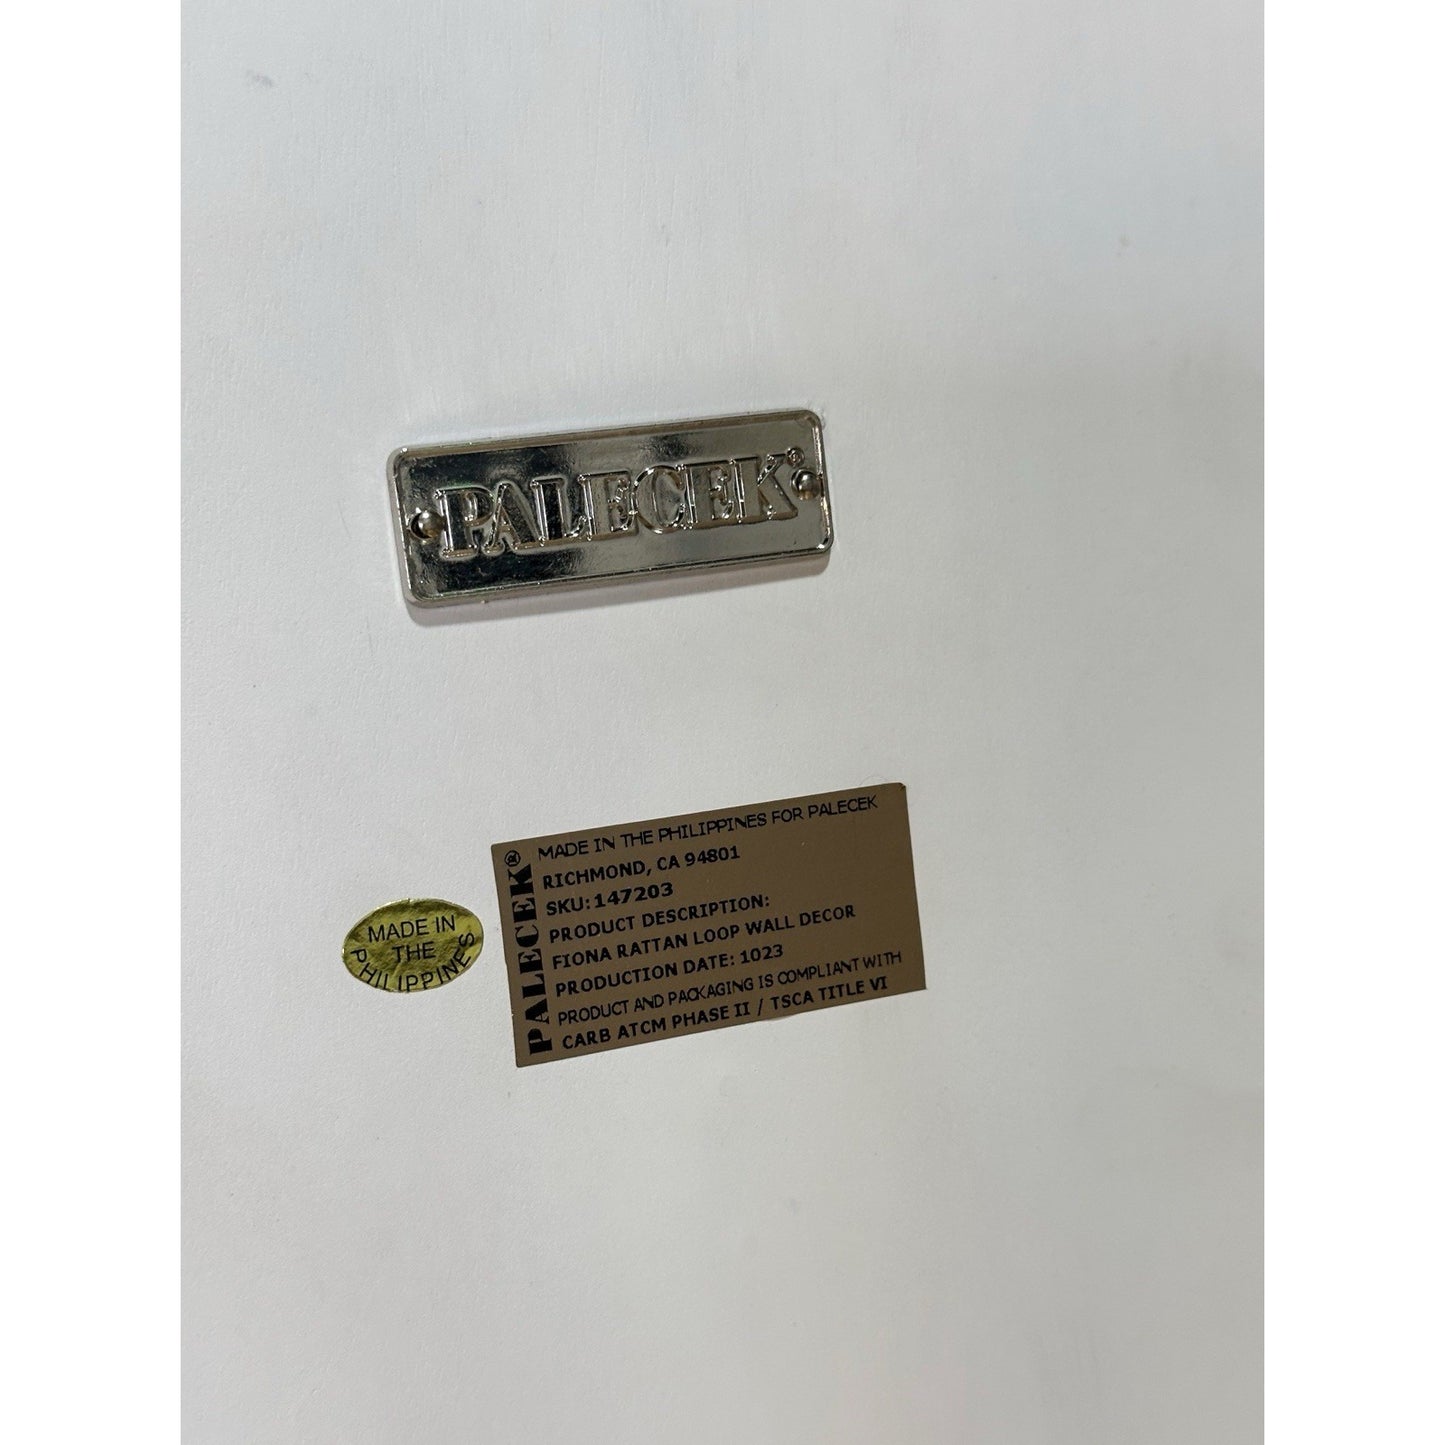 PALECEK®
MADE IN THE PHILIPPINES FOR PALECEK
RICHMOND, CA 94801
SKU: 147203
PRODUCT DESCRIPTION:
FIONA RATTAN LOOP WALL DECOR
PRODUCTION DATE: 1023
PRODUCT AND PACKAGING IS COMPLIANT WITH
CARB ATCM PHASE II / TSCA TITLE VI
PALECEK®
MADE IN
THE
PHILIPPINES